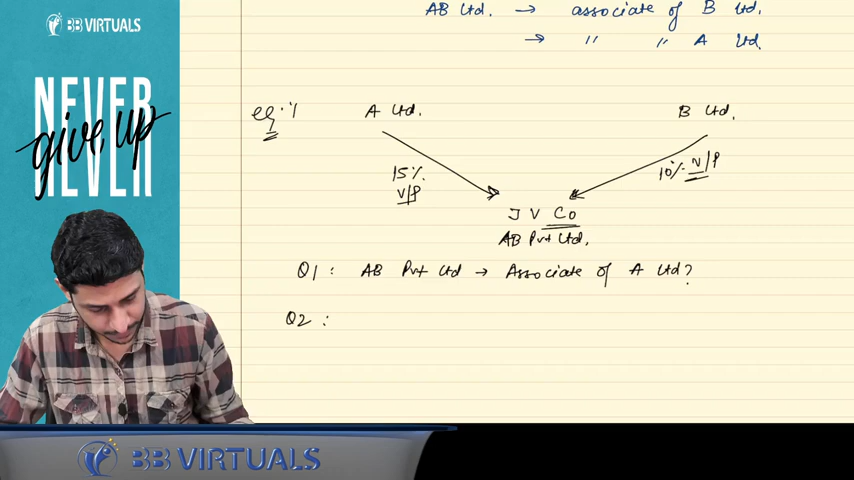 BB VIRTUALS
NEVER
give up
NEVER
AB Ltd. → associate of B Ltd.
→ " " A Ltd.
eg:1
A Ltd.
B Ltd.
15%
V/P
10% V/P
J V Co
AB Pvt Ltd.
Q1: AB Pvt Ltd → Associate of A Ltd?
Q2:
BB VIRTUALS